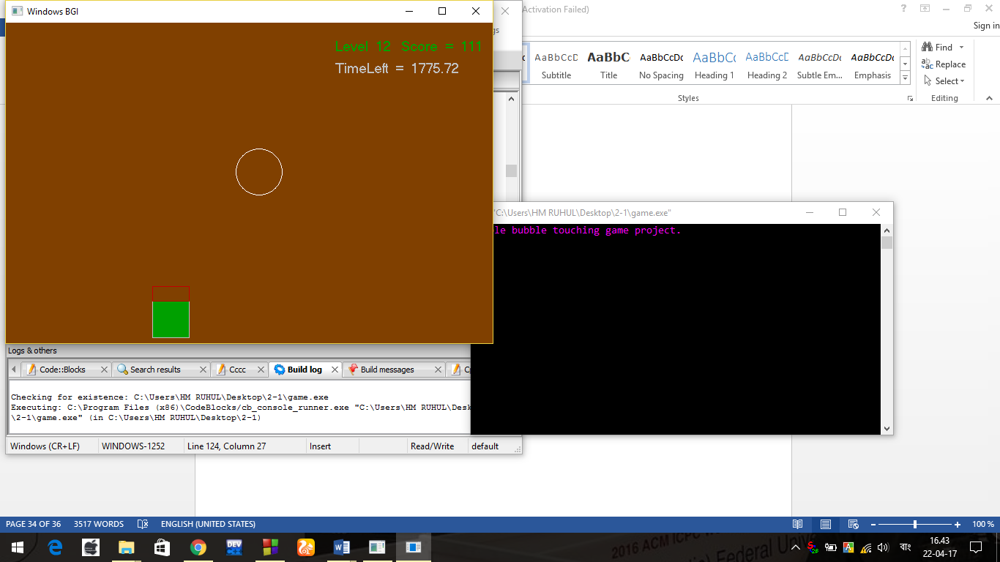 Windows BGI
Activation Failed)
Sign in
gs
Level 12 Score = 111
TimeLeft = 1775.72
AaBbCcD AaBbC AaBbCcDc AaBbCc AaBbCcD AaBbCcDc AaBbCcDc
Subtitle Title No Spacing Heading 1 Heading 2 Subtle Em... Emphasis
Styles
Find
Replace
Select
Editing
"C:\Users\HM RUHUL\Desktop\2-1\game.exe"
le bubble touching game project.
Logs & others
Code::Blocks Search results Cccc Build log Build messages
Checking for existence: C:\Users\HM RUHUL\Desktop\2-1\game.exe
Executing: C:\Program Files (x86)\CodeBlocks/cb_console_runner.exe "C:\Users\HM RUHUL\Desk
\2-1\game.exe" (in C:\Users\HM RUHUL\Desktop\2-1)
Windows (CR+LF) WINDOWS-1252 Line 124, Column 27 Insert Read/Write default
PAGE 34 OF 36 3517 WORDS ENGLISH (UNITED STATES) 100 %
DEV
2016 ACM ICPC
Federal Univ
বাং
16.43
22-04-17